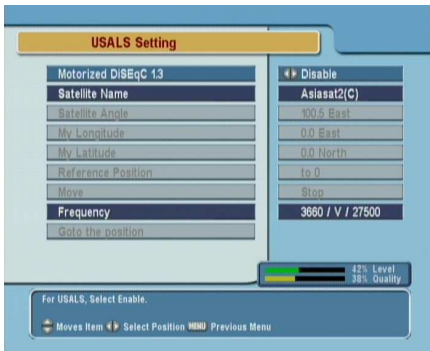 USALS Setting
Motorized DiSEqC 1.3 Disable
Satellite Name Asiasat2(C)
Satellite Angle 100.5 East
My Longitude 0.0 East
My Latitude 0.0 North
Reference Position to 0
Move Stop
Frequency 3660 / V / 27500
Goto the position
42% Level
38% Quality
For USALS, Select Enable.
Moves Item Select Position MENU Previous Menu